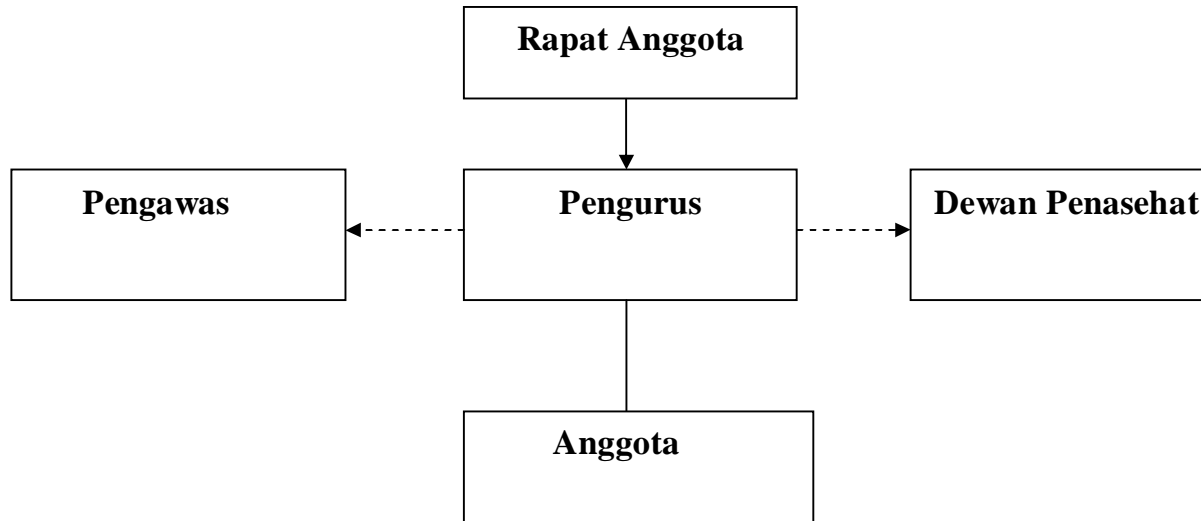 Rapat Anggota
Pengawas
Pengurus
Dewan Penasehat
Anggota